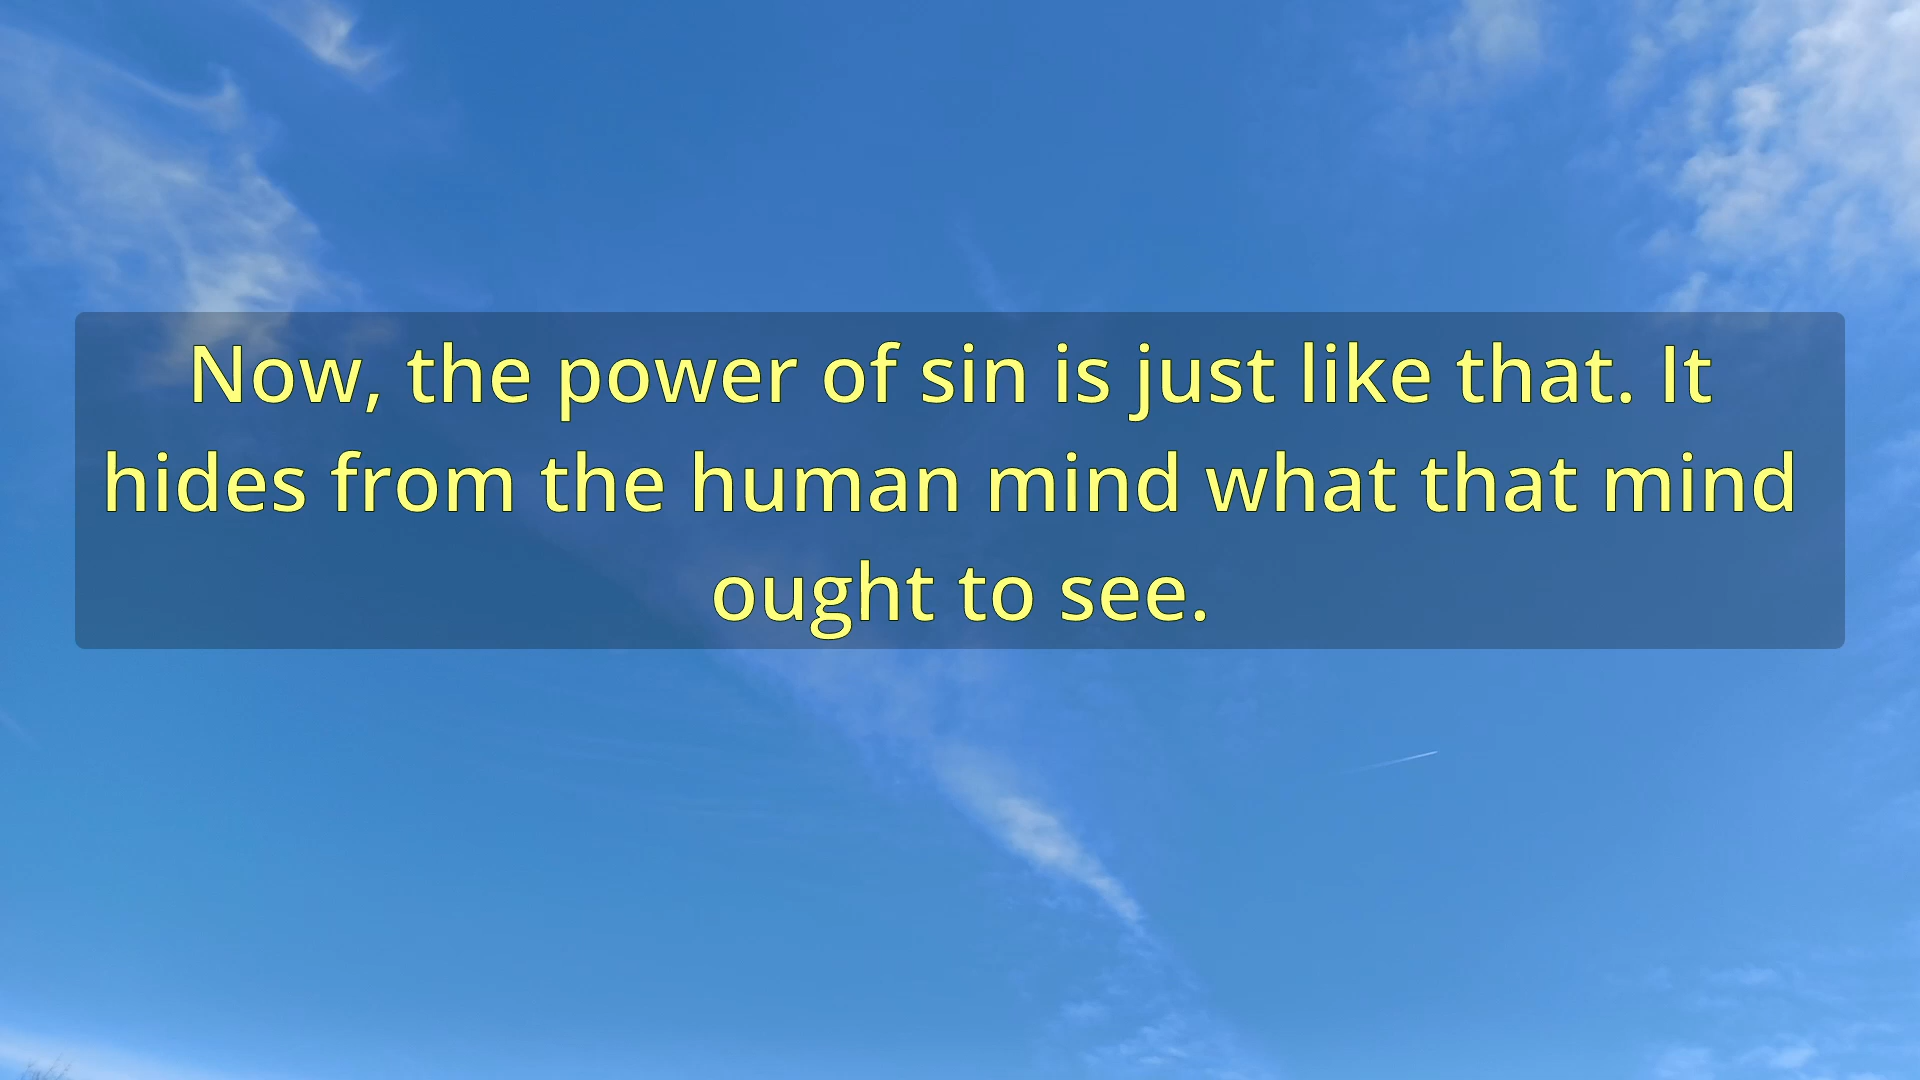 Now, the power of sin is just like that. It
hides from the human mind what that mind
ought to see.